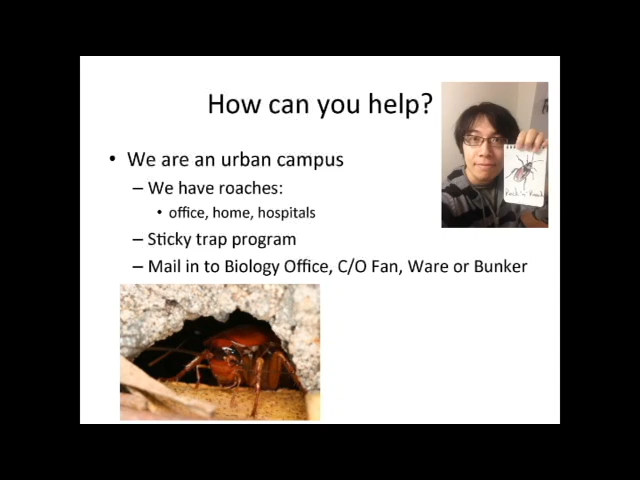 How can you help?
• We are an urban campus
– We have roaches:
• office, home, hospitals
– Sticky trap program
– Mail in to Biology Office, C/O Fan, Ware or Bunker